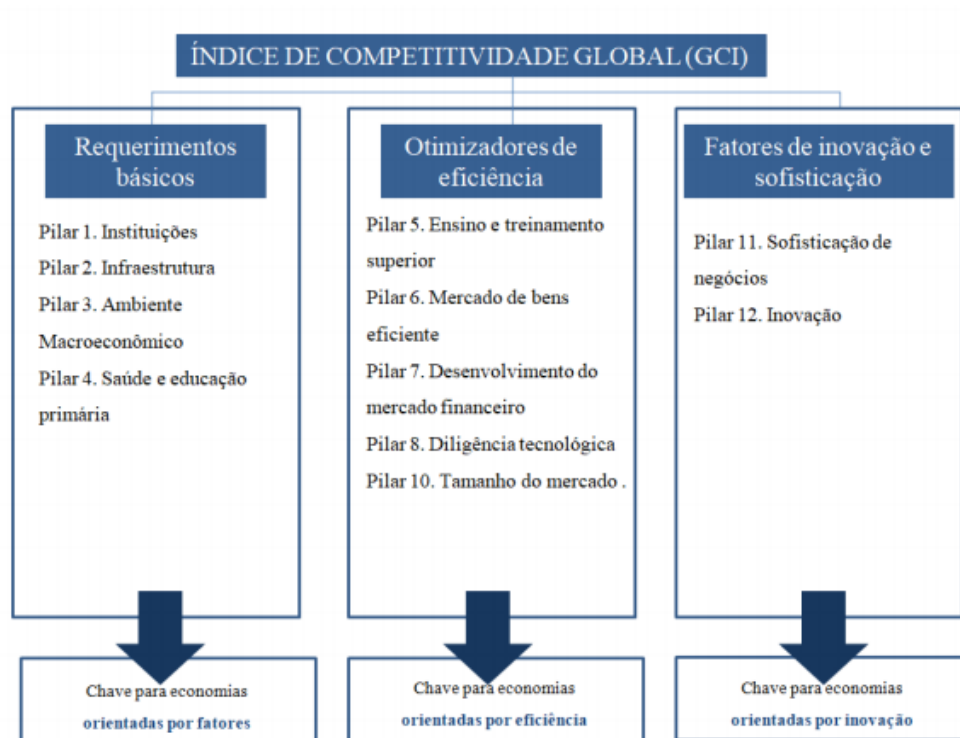 ÍNDICE DE COMPETITIVIDADE GLOBAL (GCI)
Requerimentos
básicos
Pilar 1. Instituições
Pilar 2. Infraestrutura
Pilar 3. Ambiente
Macroeconômico
Pilar 4. Saúde e educação
primária
Chave para economias
orientadas por fatores
Otimizadores de
eficiência
Pilar 5. Ensino e treinamento
superior
Pilar 6. Mercado de bens
eficiente
Pilar 7. Desenvolvimento do
mercado financeiro
Pilar 8. Diligência tecnológica
Pilar 10. Tamanho do mercado .
Chave para economias
orientadas por eficiência
Fatores de inovação e
sofisticação
Pilar 11. Sofisticação de
negócios
Pilar 12. Inovação
Chave para economias
orientadas por inovação